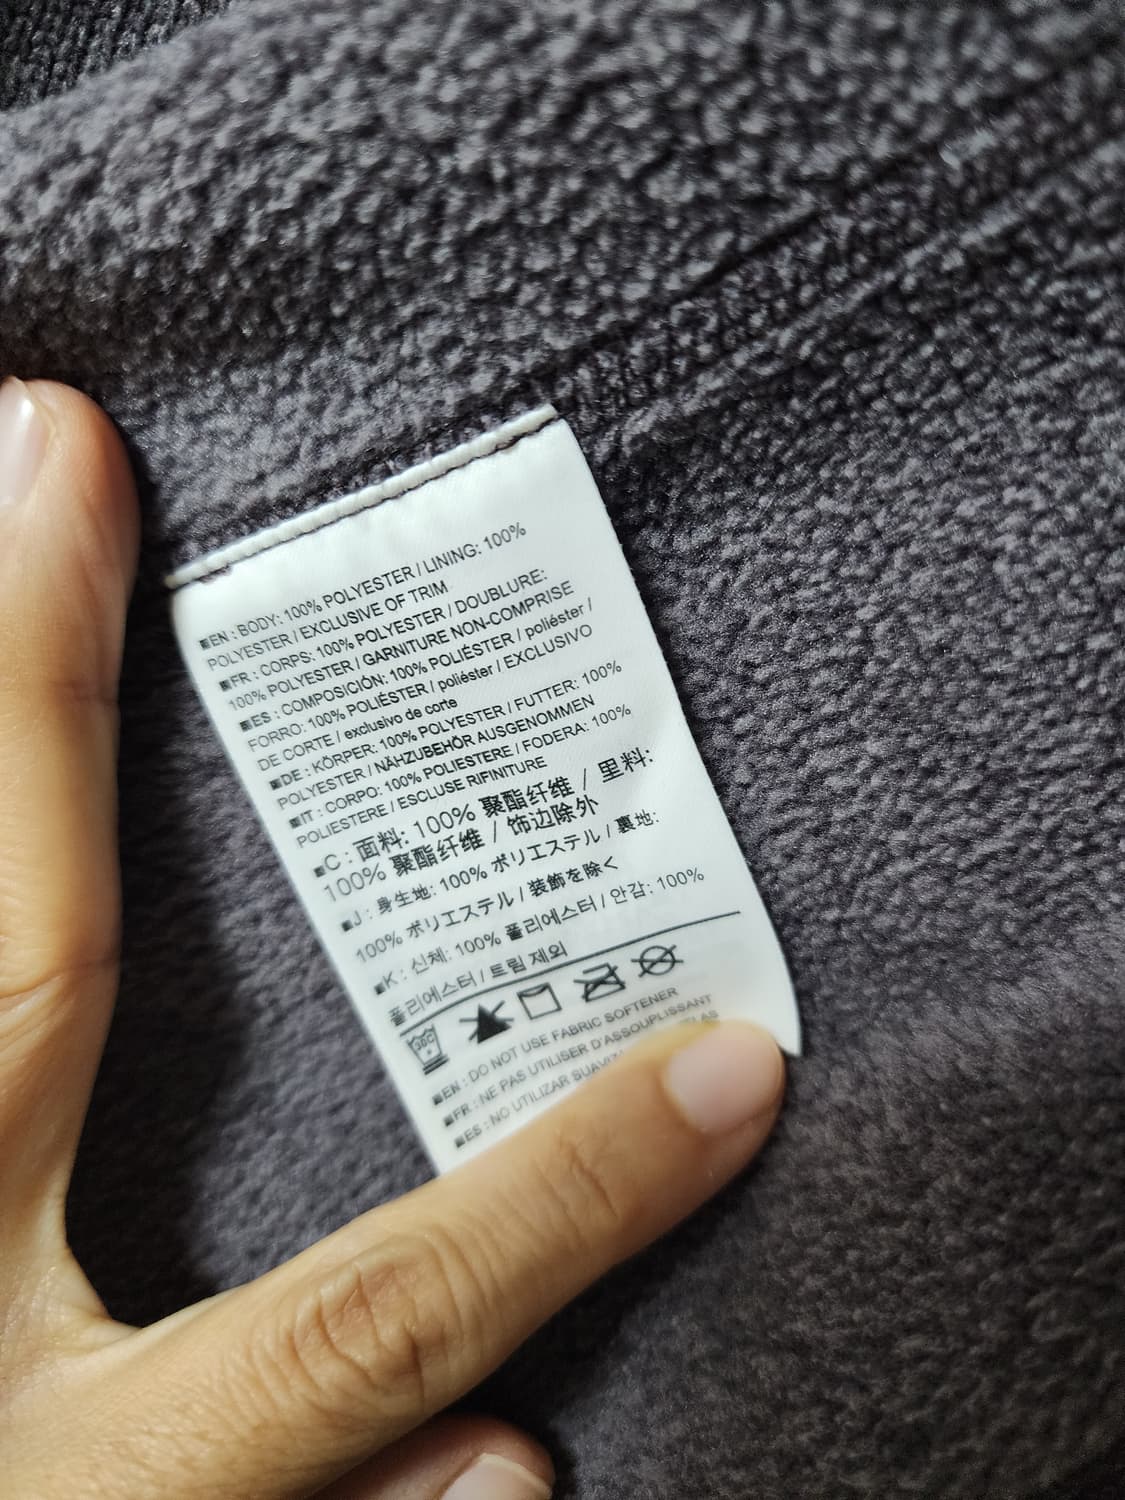 ■EN : BODY: 100% POLYESTER / LINING: 100%
POLYESTER / EXCLUSIVE OF TRIM
■FR : CORPS: 100% POLYESTER / DOUBLURE:
100% POLYESTER / GARNITURE NON-COMPRISE
■ES : COMPOSICIÓN: 100% POLIÉSTER / poliéster /
FORRO: 100% POLIÉSTER / poliéster / EXCLUSIVO
DE CORTE / exclusivo de corte
■DE : KÖRPER: 100% POLYESTER / FUTTER: 100%
POLYESTER / NÄHZUBEHÖR AUSGENOMMEN
■IT : CORPO: 100% POLIESTERE / FODERA: 100%
POLIESTERE / ESCLUSE RIFINITURE
■C : 面料: 100% 聚酯纤维 / 里料:
100% 聚酯纤维 / 饰边除外
■J : 身生地: 100% ポリエステル / 裏地:
100% ポリエステル / 装飾を除く
■K : 신체: 100% 폴리에스터 / 안감: 100%
폴리에스터 / 트림 제외
30C
■EN : DO NOT USE FABRIC SOFTENER
■FR : NE PAS UTILISER D'ASSOUPLISSANT
■ES : NO UTILIZAR